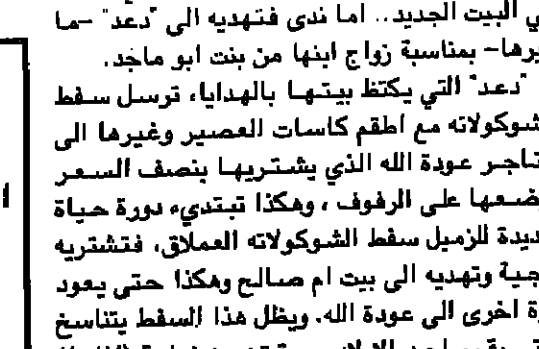 ي البيت الجديد.. اما ندى فتهديه الى "دعد" –ما
يرها– بمناسبة زواج ابنها من بنت ابو ماجد.
"دعد" التي يكتظ بيتها بالهدايا، ترسل سفط
شوكولاته مع اطقم كاسات العصير وغيرها الى
تاجر عودة الله الذي يشتريها بنصف السعر
يضعها على الرفوف، وهكذا تبتديء دورة حياة
ديدة للزميل سفط الشوكولاته العملاق، فتشتريه
جية وتهديه الى بيت ام صالح وهكذا حتى يعود
رة اخرى الى عودة الله. ويظل هذا السفط يتناسخ